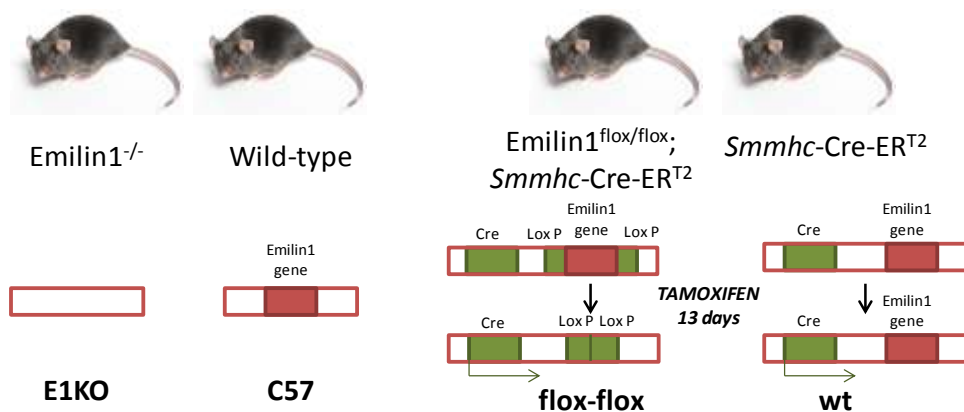 Emilin1-/-
Wild-type
Emilin1flox/flox;
Smmhc-Cre-ERT2
Smmhc-Cre-ERT2
Emilin1
gene
Cre
Lox P
Emilin1
gene
Lox P
Cre
Emilin1
gene
TAMOXIFEN
13 days
Cre
Lox P
Lox P
Cre
Emilin1
gene
E1KO
C57
flox-flox
wt